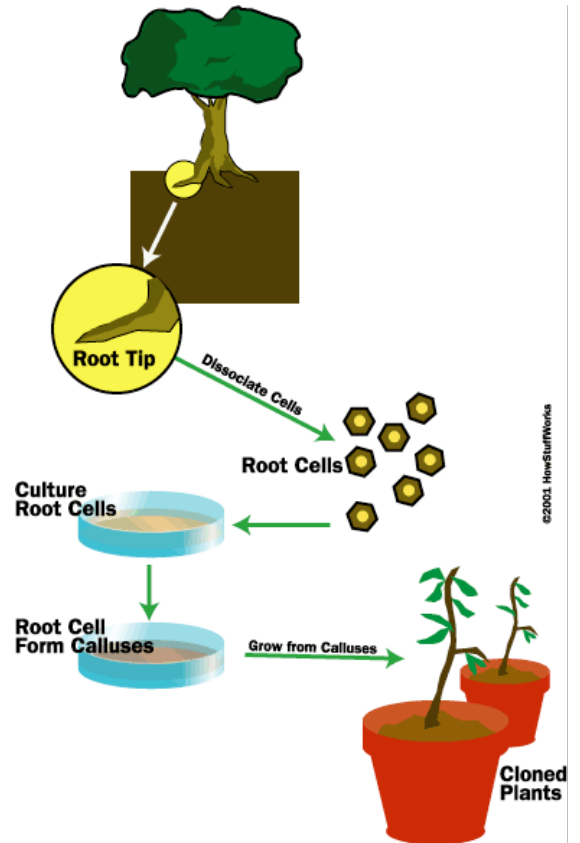 Root Tip
Dissociate Cells
Root Cells
Culture
Root Cells
Root Cell
Form Calluses
Grow from Calluses
Cloned
Plants
©2001 HowStuffWorks